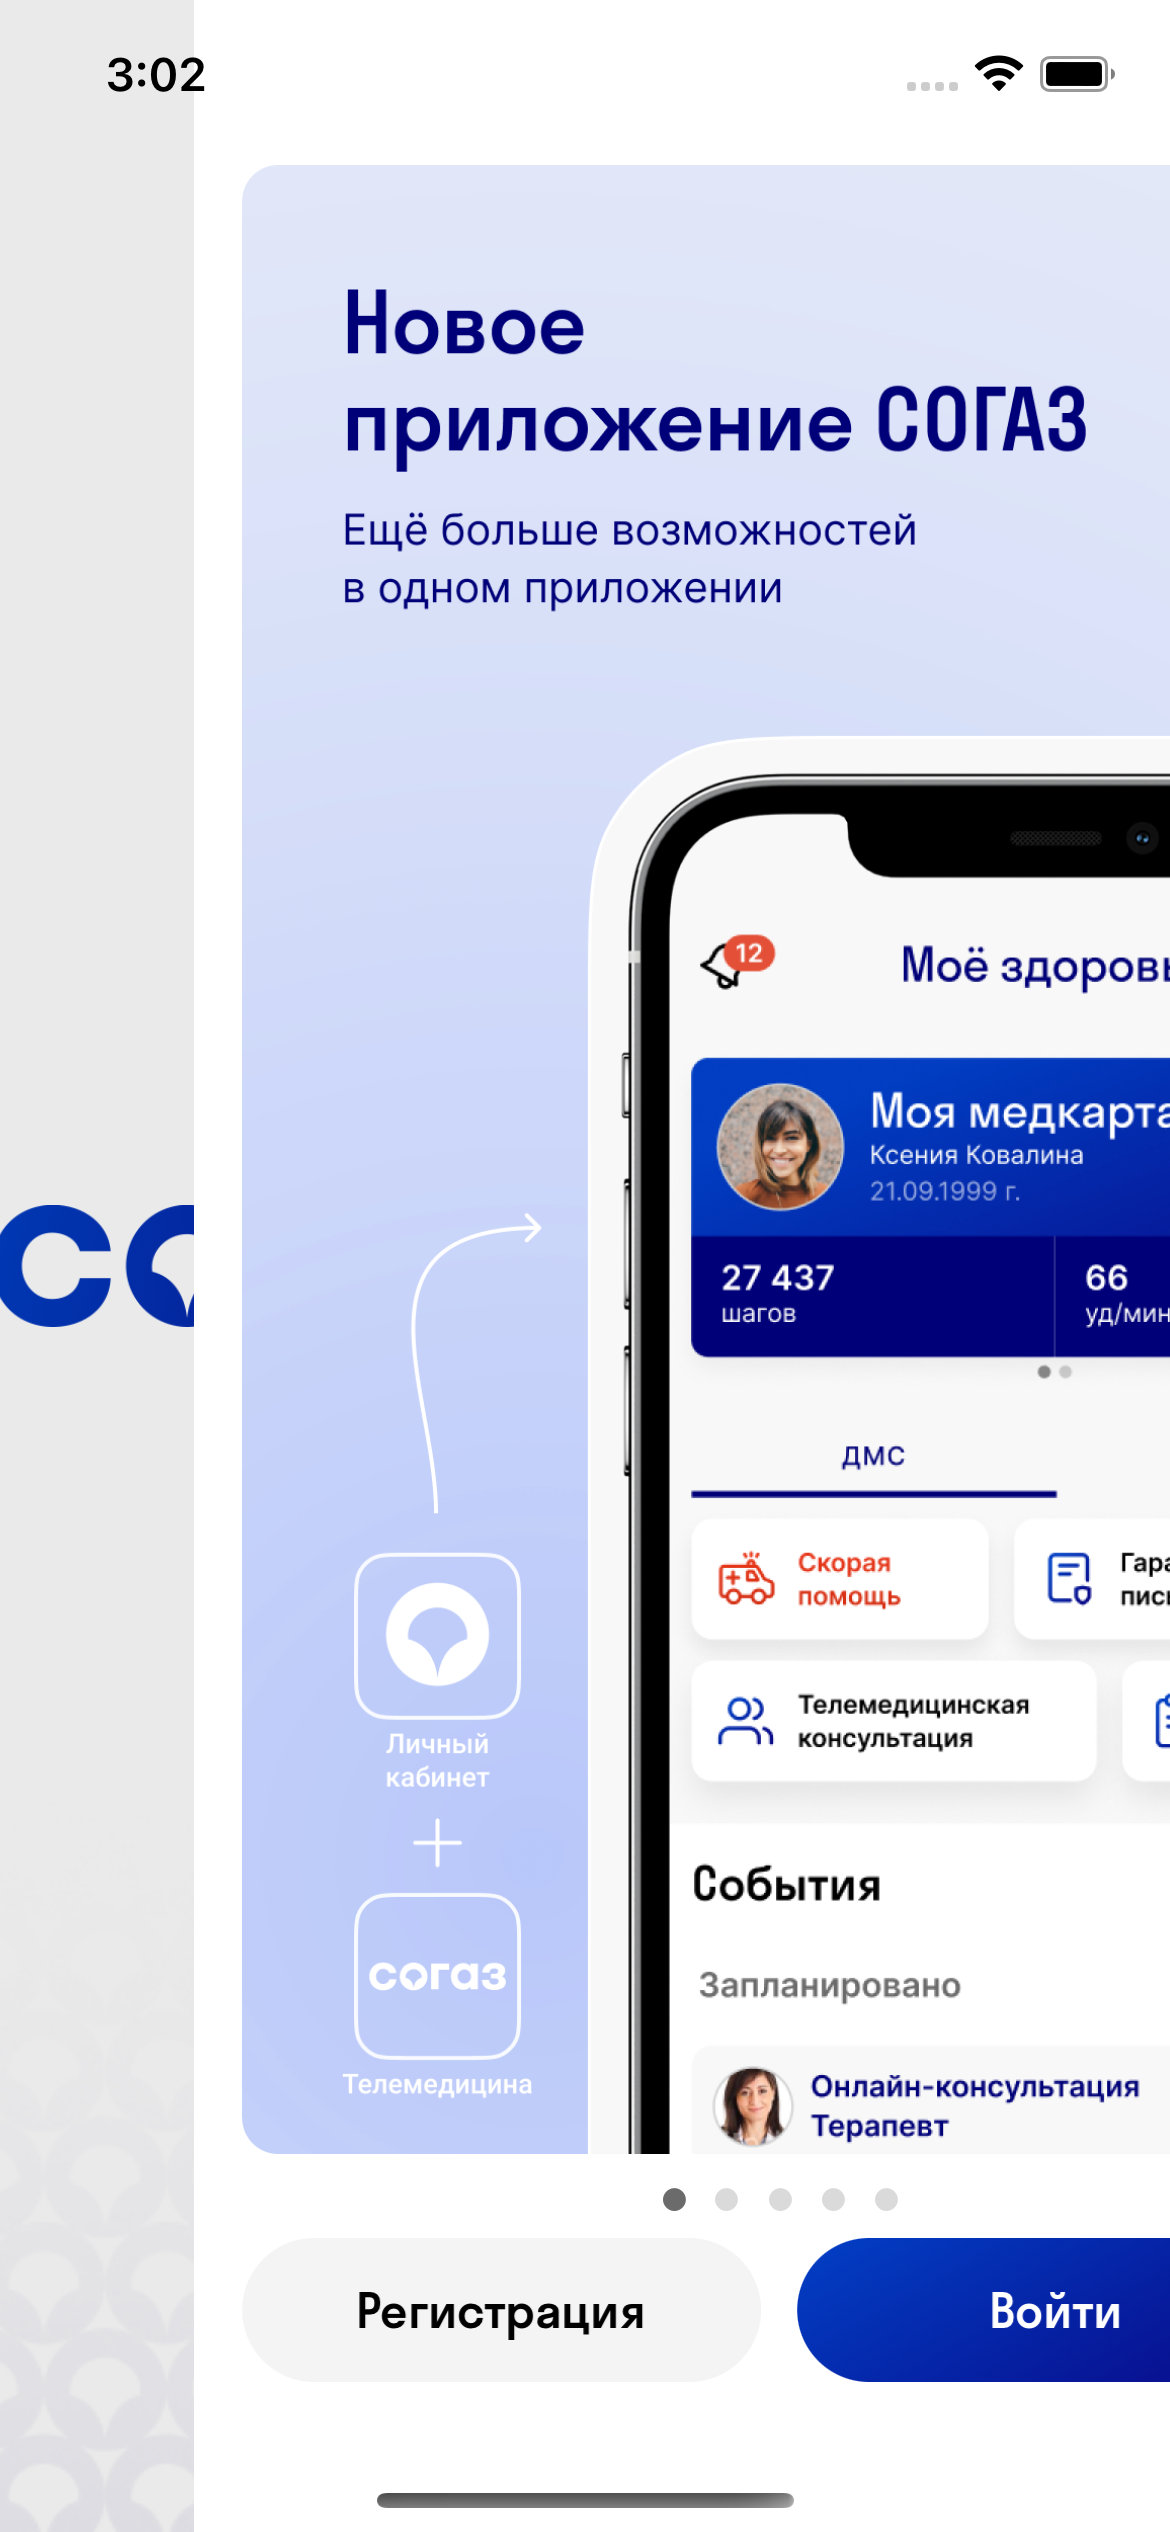 3:02
Новое
приложение СОГАЗ
Ещё больше возможностей
в одном приложении
12
Моё здоровь
Моя медкарта
Ксения Ковалина
21.09.1999 г.
27 437
шагов
66
уд/мин
ДМС
Скорая
помощь
Гара
пись
Телемедицинская
консультация
Личный
кабинет
согаз
Телемедицина
События
Запланировано
Онлайн-консультация
Терапевт
Регистрация
Войти
со